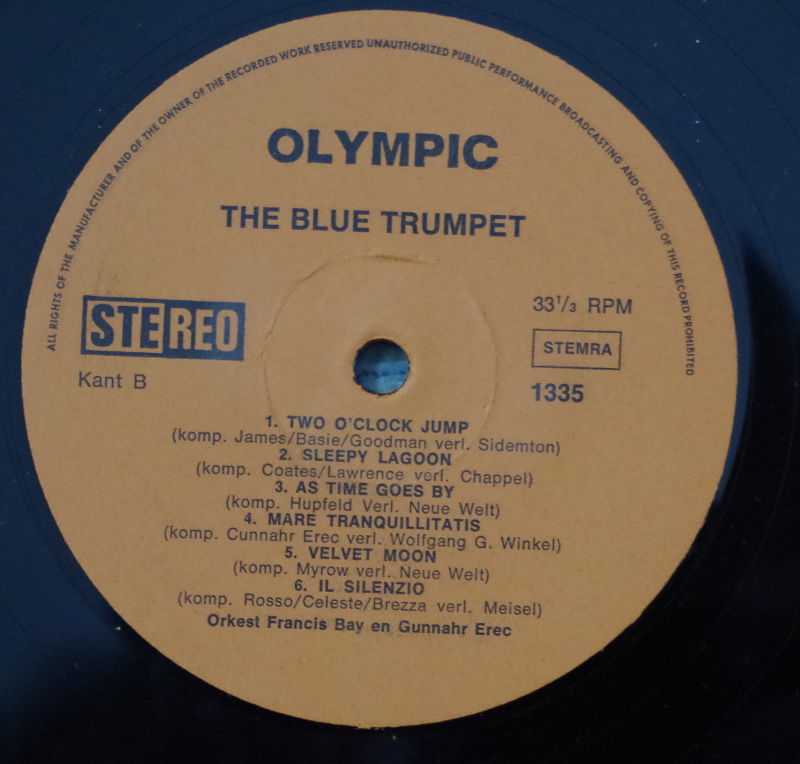 ALL RIGHTS OF THE MANUFACTURER AND OF THE OWNER OF THE RECORDED WORK RESERVED UNAUTHORIZED PUBLIC PERFORMANCE BROADCASTING AND COPYING OF THIS RECORD PROHIBITED
OLYMPIC
THE BLUE TRUMPET
STEREO
33 1/3 RPM
STEMRA
Kant B
1335
1. TWO O'CLOCK JUMP
(komp. James/Basie/Goodman verl. Sidemton)
2. SLEEPY LAGOON
(komp. Coates/Lawrence verl. Chappel)
3. AS TIME GOES BY
(komp. Hupfeld Verl. Neue Welt)
4. MARE TRANQUILLITATIS
(komp. Cunnahr Erec verl. Wolfgang G. Winkel)
5. VELVET MOON
(komp. Myrow verl. Neue Welt)
6. IL SILENZIO
(komp. Rosso/Celeste/Brezza verl. Meisel)
Orkest Francis Bay en Gunnahr Erec